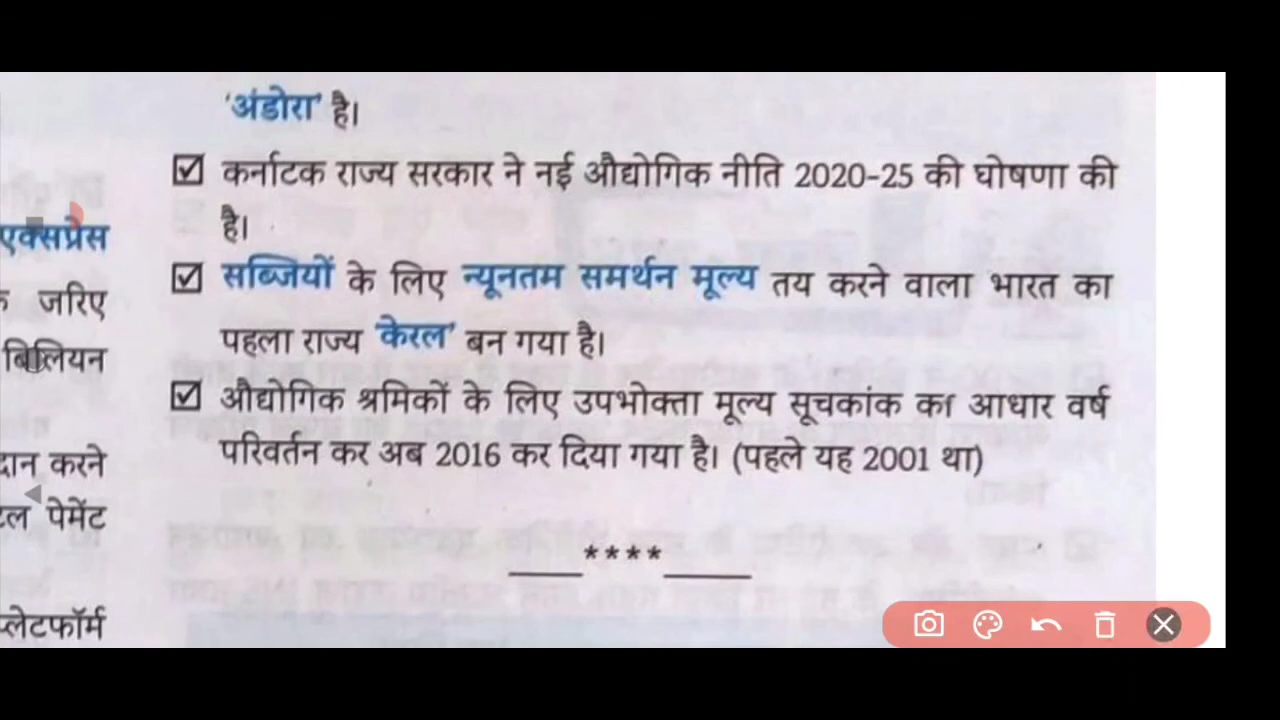 'अंडोरा' है।
☑ कर्नाटक राज्य सरकार ने नई औद्योगिक नीति 2020-25 की घोषणा की
है।
☑ सब्जियों के लिए न्यूनतम समर्थन मूल्य तय करने वाला भारत का
पहला राज्य 'केरल' बन गया है।
☑ औद्योगिक श्रमिकों के लिए उपभोक्ता मूल्य सूचकांक का आधार वर्ष
परिवर्तन कर अब 2016 कर दिया गया है। (पहले यह 2001 था)
****
एक्सप्रेस
जरिए
बिलियन
करने
पेमेंट